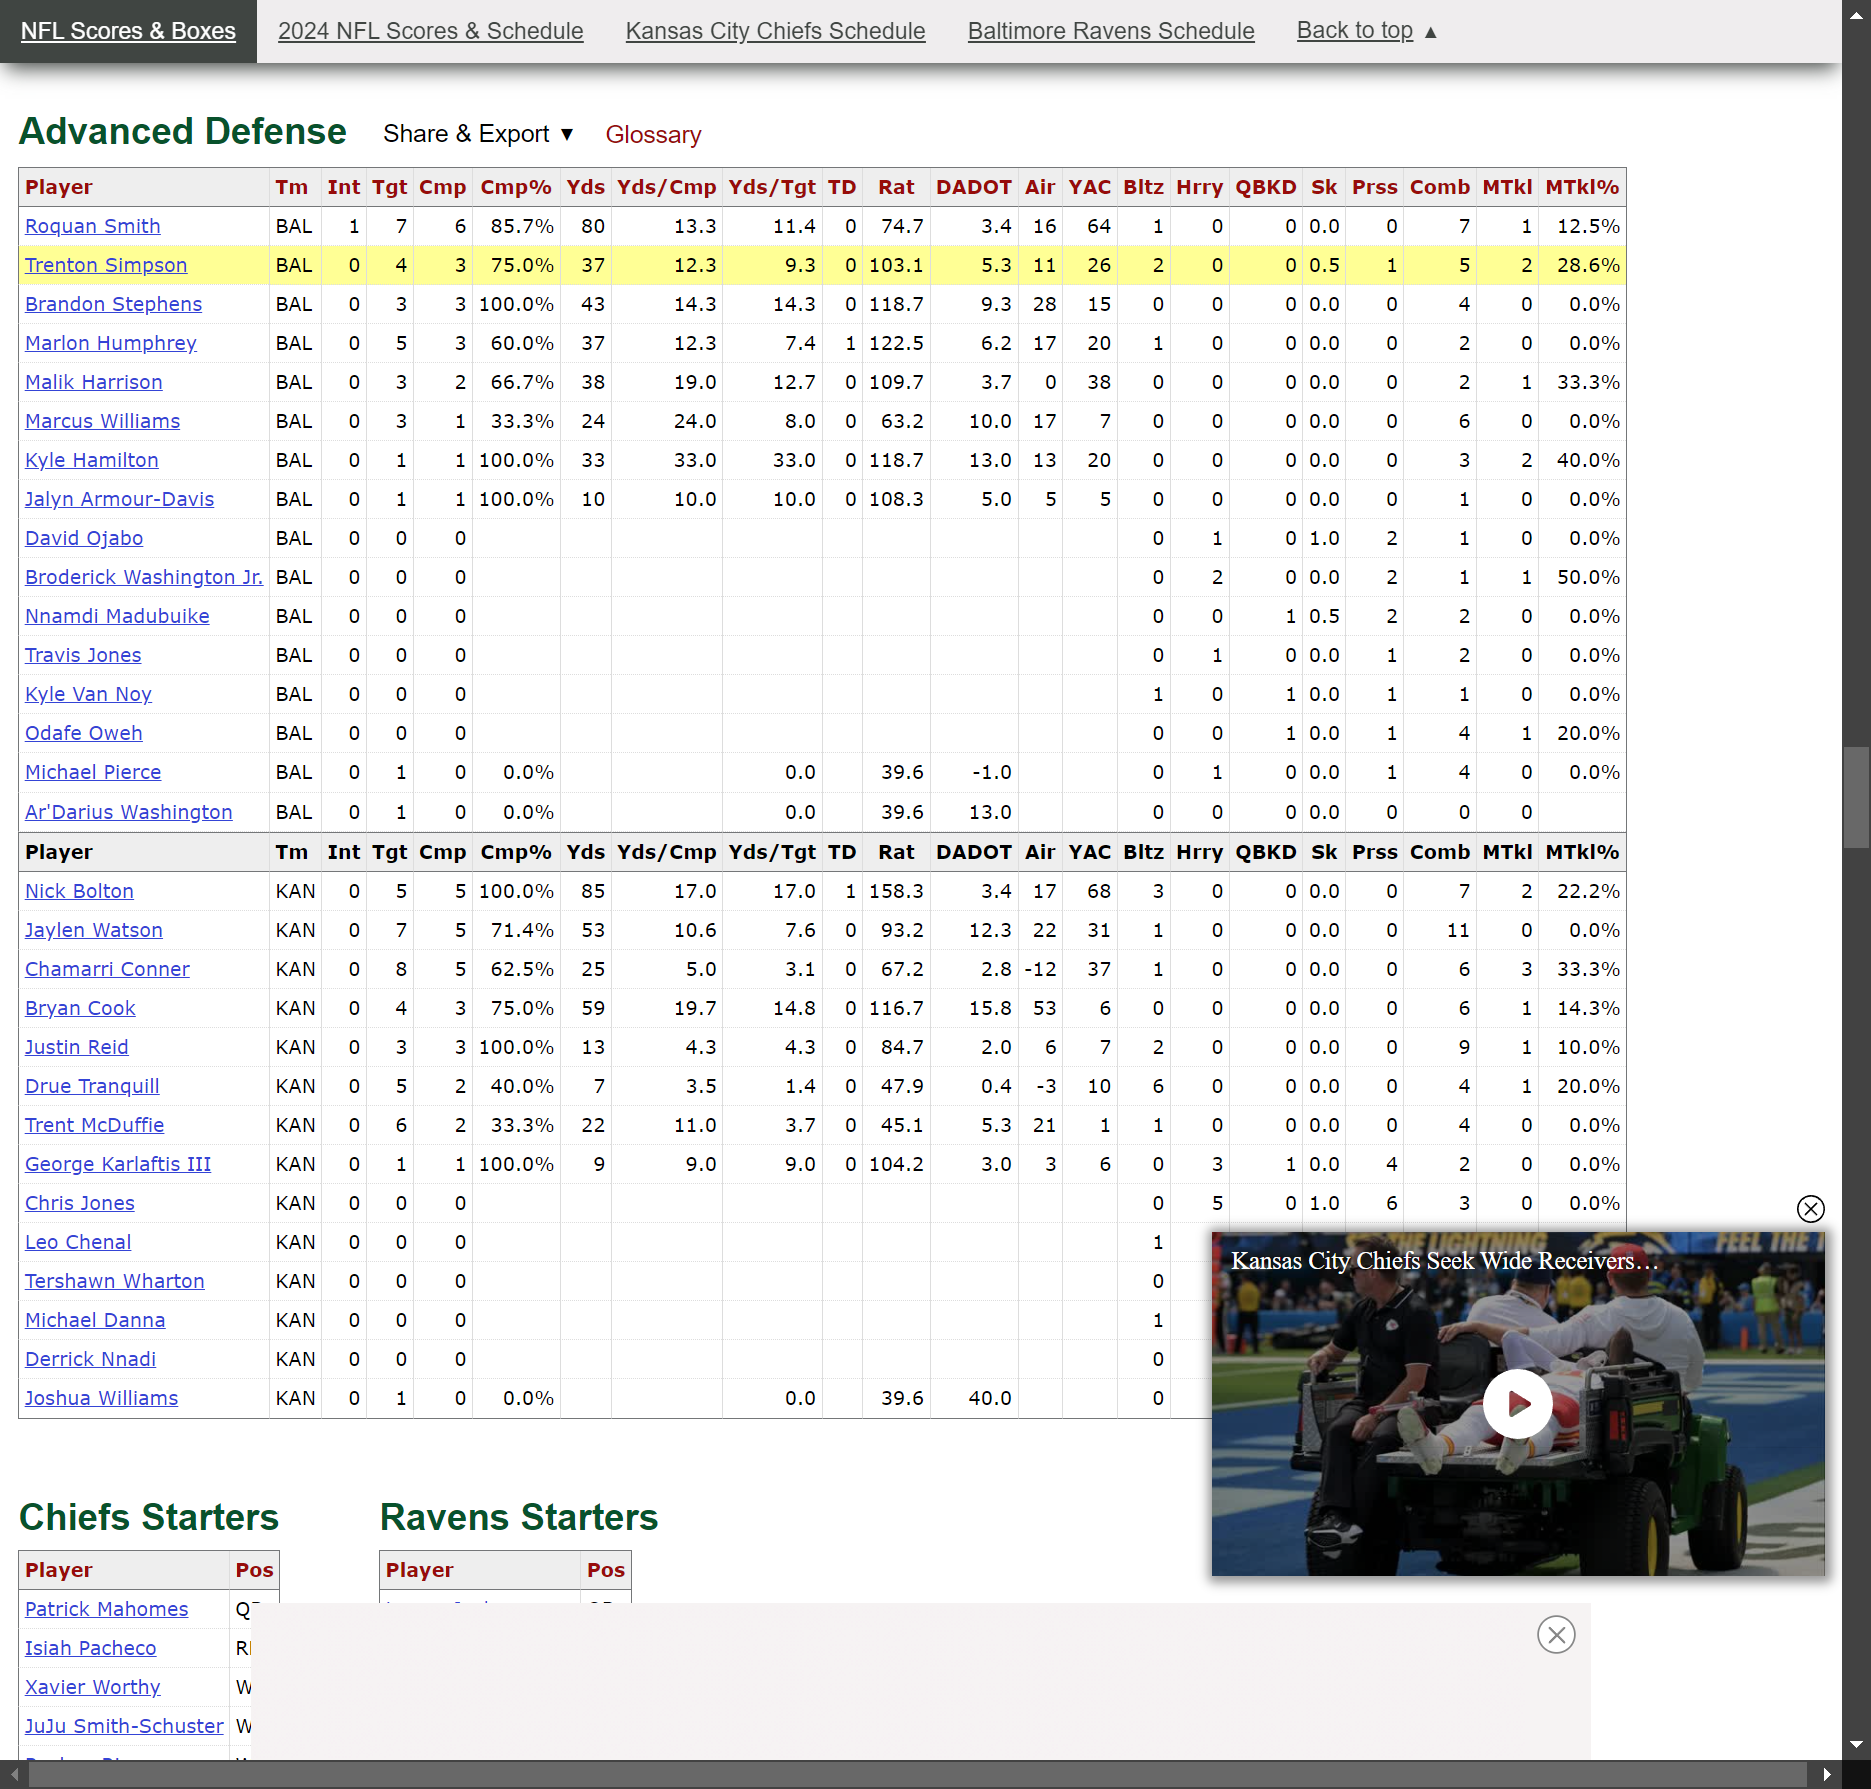 NFL Scores & Boxes 2024 NFL Scores & Schedule Kansas City Chiefs Schedule Baltimore Ravens Schedule Back to top ▲
Advanced Defense Share & Export ▼ Glossary
Player Tm Int Tgt Cmp Cmp% Yds Yds/Cmp Yds/Tgt TD Rat DADOT Air YAC Bltz Hrry QBKD Sk Prss Comb MTkl MTkl%
Roquan Smith BAL 1 7 6 85.7% 80 13.3 11.4 0 74.7 3.4 16 64 1 0 0 0.0 0 7 1 12.5%
Trenton Simpson BAL 0 4 3 75.0% 37 12.3 9.3 0 103.1 5.3 11 26 2 0 0 0.5 1 5 2 28.6%
Brandon Stephens BAL 0 3 3 100.0% 43 14.3 14.3 0 118.7 9.3 28 15 0 0 0 0.0 0 4 0 0.0%
Marlon Humphrey BAL 0 5 3 60.0% 37 12.3 7.4 1 122.5 6.2 17 20 1 0 0 0.0 0 2 0 0.0%
Malik Harrison BAL 0 3 2 66.7% 38 19.0 12.7 0 109.7 3.7 0 38 0 0 0 0.0 0 2 1 33.3%
Marcus Williams BAL 0 3 1 33.3% 24 24.0 8.0 0 63.2 10.0 17 7 0 0 0 0.0 0 6 0 0.0%
Kyle Hamilton BAL 0 1 1 100.0% 33 33.0 33.0 0 118.7 13.0 13 20 0 0 0 0.0 0 3 2 40.0%
Jalyn Armour-Davis BAL 0 1 1 100.0% 10 10.0 10.0 0 108.3 5.0 5 5 0 0 0 0.0 0 1 0 0.0%
David Ojabo BAL 0 0 0 0 1 0 1.0 2 1 0 0.0%
Broderick Washington Jr. BAL 0 0 0 0 2 0 0.0 2 1 1 50.0%
Nnamdi Madubuike BAL 0 0 0 0 0 1 0.5 2 2 0 0.0%
Travis Jones BAL 0 0 0 0 1 0 0.0 1 2 0 0.0%
Kyle Van Noy BAL 0 0 0 1 0 1 0.0 1 1 0 0.0%
Odafe Oweh BAL 0 0 0 0 0 1 0.0 1 4 1 20.0%
Michael Pierce BAL 0 1 0 0.0% 0.0 39.6 -1.0 0 1 0 0.0 1 4 0 0.0%
Ar'Darius Washington BAL 0 1 0 0.0% 0.0 39.6 13.0 0 0 0 0.0 0 0 0
Player Tm Int Tgt Cmp Cmp% Yds Yds/Cmp Yds/Tgt TD Rat DADOT Air YAC Bltz Hrry QBKD Sk Prss Comb MTkl MTkl%
Nick Bolton KAN 0 5 5 100.0% 85 17.0 17.0 1 158.3 3.4 17 68 3 0 0 0.0 0 7 2 22.2%
Jaylen Watson KAN 0 7 5 71.4% 53 10.6 7.6 0 93.2 12.3 22 31 1 0 0 0.0 0 11 0 0.0%
Chamarri Conner KAN 0 8 5 62.5% 25 5.0 3.1 0 67.2 2.8 -12 37 1 0 0 0.0 0 6 3 33.3%
Bryan Cook KAN 0 4 3 75.0% 59 19.7 14.8 0 116.7 15.8 53 6 0 0 0 0.0 0 6 1 14.3%
Justin Reid KAN 0 3 3 100.0% 13 4.3 4.3 0 84.7 2.0 6 7 2 0 0 0.0 0 9 1 10.0%
Drue Tranquill KAN 0 5 2 40.0% 7 3.5 1.4 0 47.9 0.4 -3 10 6 0 0 0.0 0 4 1 20.0%
Trent McDuffie KAN 0 6 2 33.3% 22 11.0 3.7 0 45.1 5.3 21 1 1 0 0 0.0 0 4 0 0.0%
George Karlaftis III KAN 0 1 1 100.0% 9 9.0 9.0 0 104.2 3.0 3 6 0 3 1 0.0 4 2 0 0.0%
Chris Jones KAN 0 0 0 0 5 0 1.0 6 3 0 0.0%
Leo Chenal KAN 0 0 0 1
Tershawn Wharton KAN 0 0 0 0
Michael Danna KAN 0 0 0 1
Derrick Nnadi KAN 0 0 0 0
Joshua Williams KAN 0 1 0 0.0% 0.0 39.6 40.0 0
THE LIGHTNING FEEL THE
Kansas City Chiefs Seek Wide Receivers...
Chiefs Starters Ravens Starters
Player Pos Player Pos
Patrick Mahomes
Isiah Pacheco
Xavier Worthy
JuJu Smith-Schuster